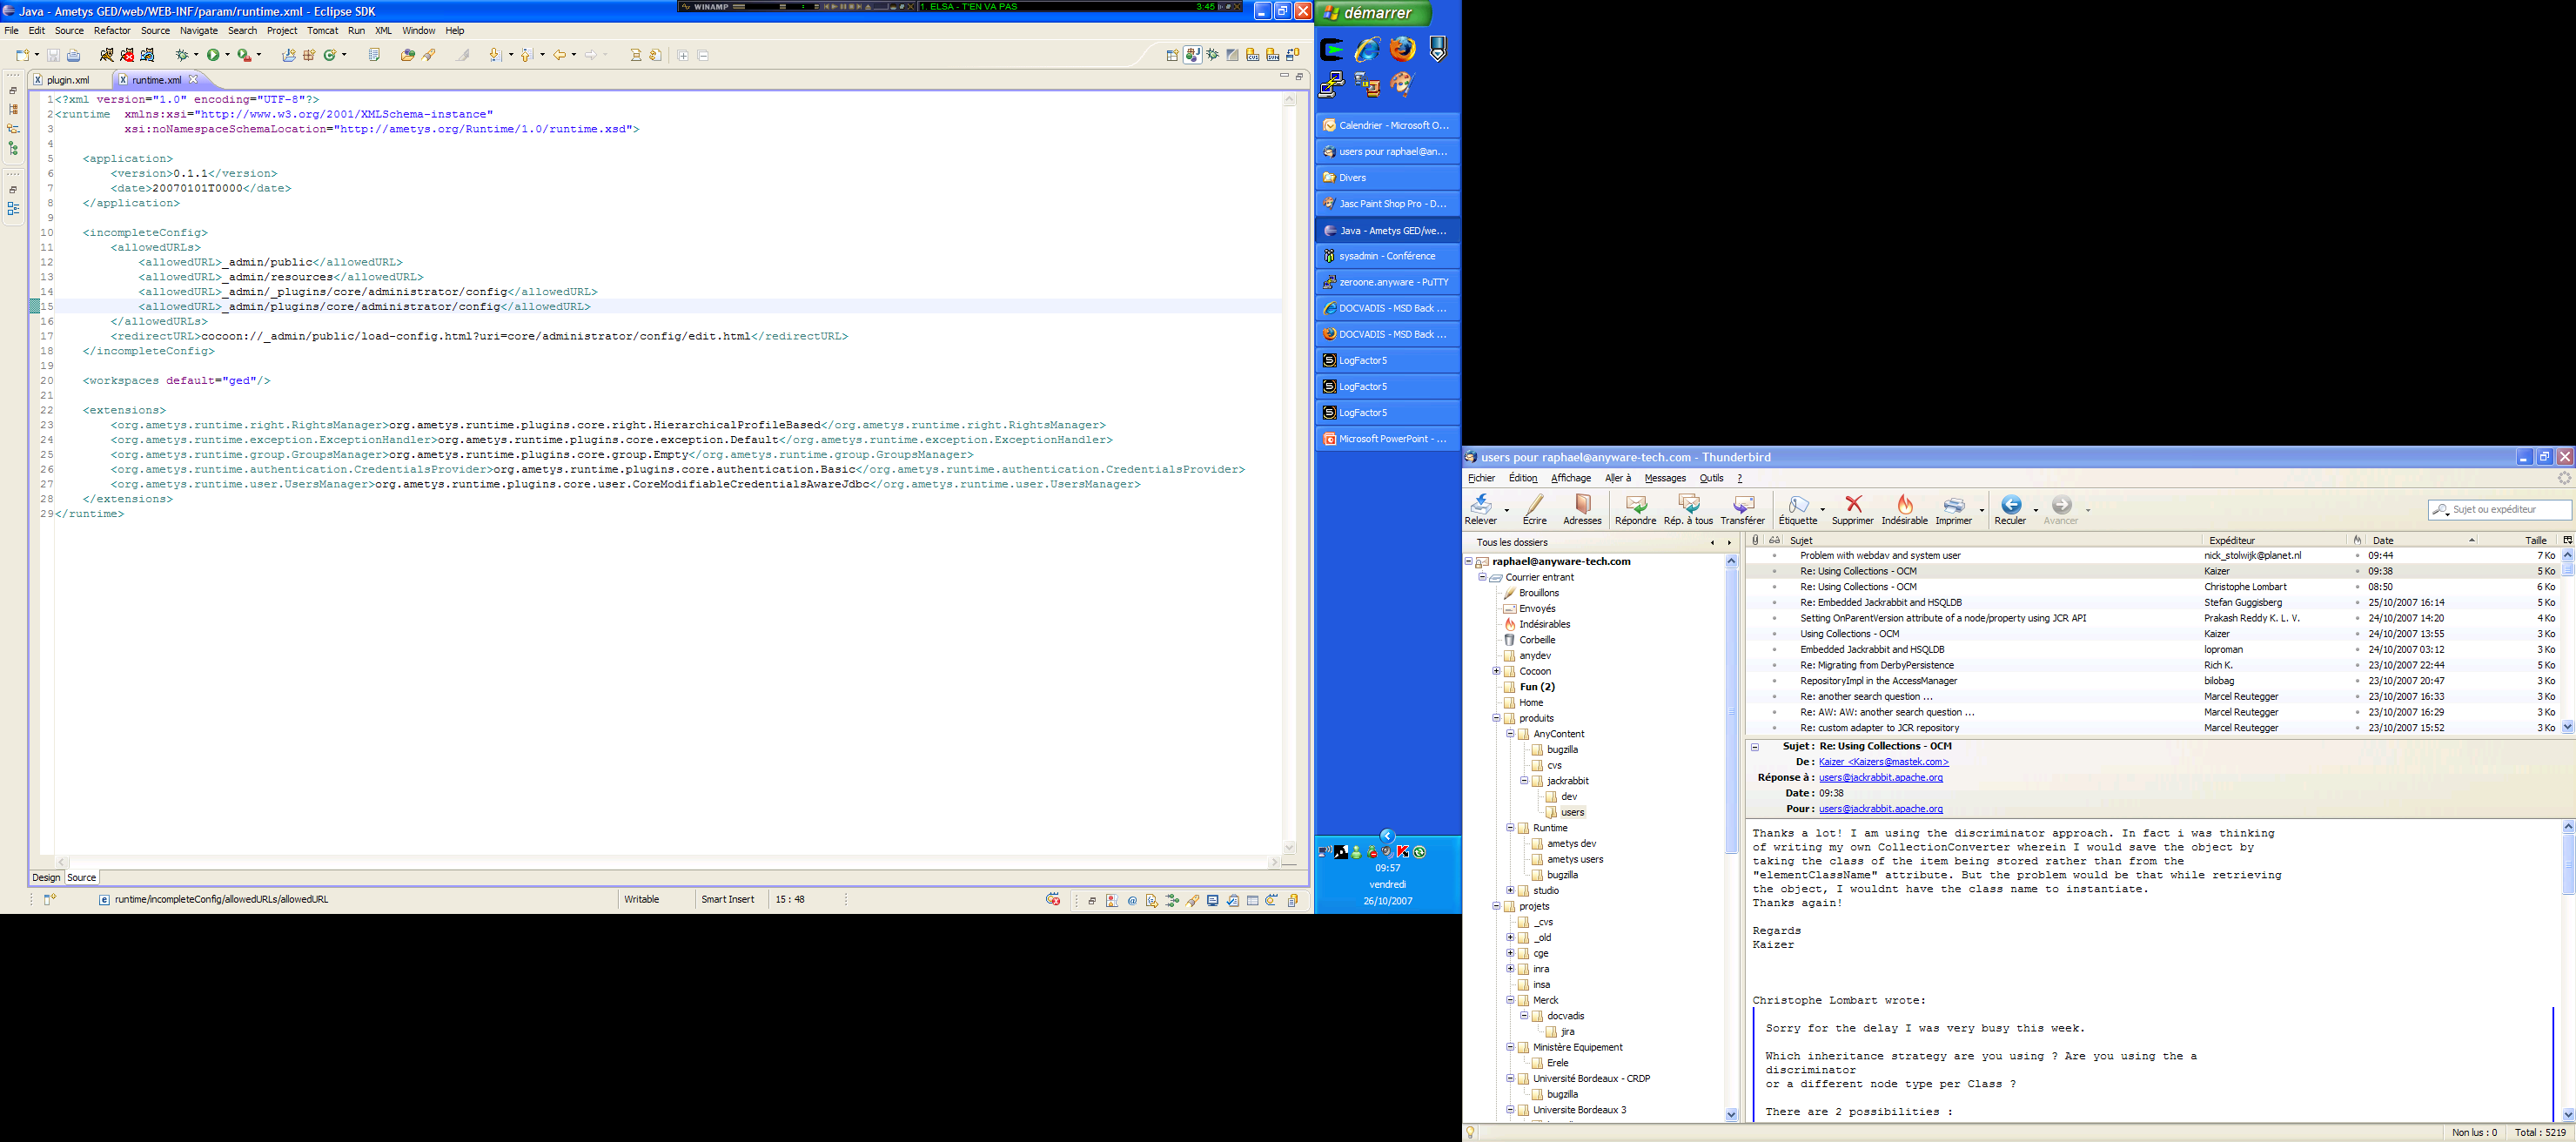 Java - Ametys GED/web/WEB-INF/param/runtime.xml - Eclipse SDK
WINAMP
1. ELSA - T'EN VA PAS
3:45
File Edit Source Refactor Source Navigate Search Project Tomcat Run XML Window Help
plugin.xml runtime.xml
1 <?xml version="1.0" encoding="UTF-8"?>
2 <runtime xmlns:xsi="http://www.w3.org/2001/XMLSchema-instance"
3 xsi:noNamespaceSchemaLocation="http://ametys.org/Runtime/1.0/runtime.xsd">
4
5 <application>
6 <version>0.1.1</version>
7 <date>20070101T0000</date>
8 </application>
9
10 <incompleteConfig>
11 <allowedURLs>
12 <allowedURL>_admin/public</allowedURL>
13 <allowedURL>_admin/resources</allowedURL>
14 <allowedURL>_admin/_plugins/core/administrator/config</allowedURL>
15 <allowedURL>_admin/plugins/core/administrator/config</allowedURL>
16 </allowedURLs>
17 <redirectURL>cocoon://_admin/public/load-config.html?uri=core/administrator/config/edit.html</redirectURL>
18 </incompleteConfig>
19
20 <workspaces default="ged"/>
21
22 <extensions>
23 <org.ametys.runtime.right.RightsManager>org.ametys.runtime.plugins.core.right.HierarchicalProfileBased</org.ametys.runtime.right.RightsManager>
24 <org.ametys.runtime.exception.ExceptionHandler>org.ametys.runtime.plugins.core.exception.Default</org.ametys.runtime.exception.ExceptionHandler>
25 <org.ametys.runtime.group.GroupsManager>org.ametys.runtime.plugins.core.group.Empty</org.ametys.runtime.group.GroupsManager>
26 <org.ametys.runtime.authentication.CredentialsProvider>org.ametys.runtime.plugins.core.authentication.Basic</org.ametys.runtime.authentication.CredentialsProvider>
27 <org.ametys.runtime.user.UsersManager>org.ametys.runtime.plugins.core.user.CoreModifiableCredentialsAwareJdbc</org.ametys.runtime.user.UsersManager>
28 </extensions>
29 </runtime>
Design Source
runtime/incompleteConfig/allowedURLs/allowedURL
Writable
Smart Insert
15 : 48
démarrer
Calendrier - Microsoft O...
users pour raphael@an...
Divers
Jasc Paint Shop Pro - D...
Java - Ametys GED/we...
sysadmin - Conférence
zeroone.anyware - PuTTY
DOCVADIS - MSD Back ...
DOCVADIS - MSD Back ...
LogFactor5
LogFactor5
LogFactor5
Microsoft PowerPoint - ...
09:57
vendredi
26/10/2007
users pour raphael@anyware-tech.com - Thunderbird
Fichier Édition Affichage Aller à Messages Outils ?
Relever Écrire Adresses Répondre Rép. à tous Transférer Étiquette Supprimer Indésirable Imprimer Reculer Avancer
Sujet ou expéditeur
Tous les dossiers
raphael@anyware-tech.com
Courrier entrant
Brouillons
Envoyés
Indésirables
Corbeille
anydev
Cocoon
Fun (2)
Home
produits
AnyContent
bugzilla
cvs
jackrabbit
dev
users
Runtime
ametys dev
ametys users
bugzilla
studio
projets
_cvs
_old
cge
inra
insa
Merck
docvadis
jira
Ministère Equipement
Erele
Université Bordeaux - CRDP
bugzilla
Universite Bordeaux 3
Sujet Expéditeur Date Taille
Problem with webdav and system user nick_stolwijk@planet.nl 09:44 7 Ko
Re: Using Collections - OCM Kaizer 09:38 5 Ko
Re: Using Collections - OCM Christophe Lombart 08:50 6 Ko
Re: Embedded Jackrabbit and HSQLDB Stefan Guggisberg 25/10/2007 16:14 5 Ko
Setting OnParentVersion attribute of a node/property using JCR API Prakash Reddy K. L. V. 24/10/2007 14:20 4 Ko
Using Collections - OCM Kaizer 24/10/2007 13:55 3 Ko
Embedded Jackrabbit and HSQLDB loproman 24/10/2007 03:12 3 Ko
Re: Migrating from DerbyPersistence Rich K. 23/10/2007 22:44 5 Ko
RepositoryImpl in the AccessManager bilobag 23/10/2007 20:47 3 Ko
Re: another search question ... Marcel Reutegger 23/10/2007 16:33 3 Ko
Re: AW: AW: another search question ... Marcel Reutegger 23/10/2007 16:29 3 Ko
Re: custom adapter to JCR repository Marcel Reutegger 23/10/2007 15:52 3 Ko
Sujet : Re: Using Collections - OCM
De : Kaizer <Kaizers@mastek.com>
Réponse à : users@jackrabbit.apache.org
Date : 09:38
Pour : users@jackrabbit.apache.org
Thanks a lot! I am using the discriminator approach. In fact i was thinking
of writing my own CollectionConverter wherein I would save the object by
taking the class of the item being stored rather than from the
"elementClassName" attribute. But the problem would be that while retrieving
the object, I wouldnt have the class name to instantiate.
Thanks again!
Regards
Kaizer
Christophe Lombart wrote:
Sorry for the delay I was very busy this week.
Which inheritance strategy are you using ? Are you using the a
discriminator
or a different node type per Class ?
There are 2 possibilities :
Non lus : 0 Total : 5219